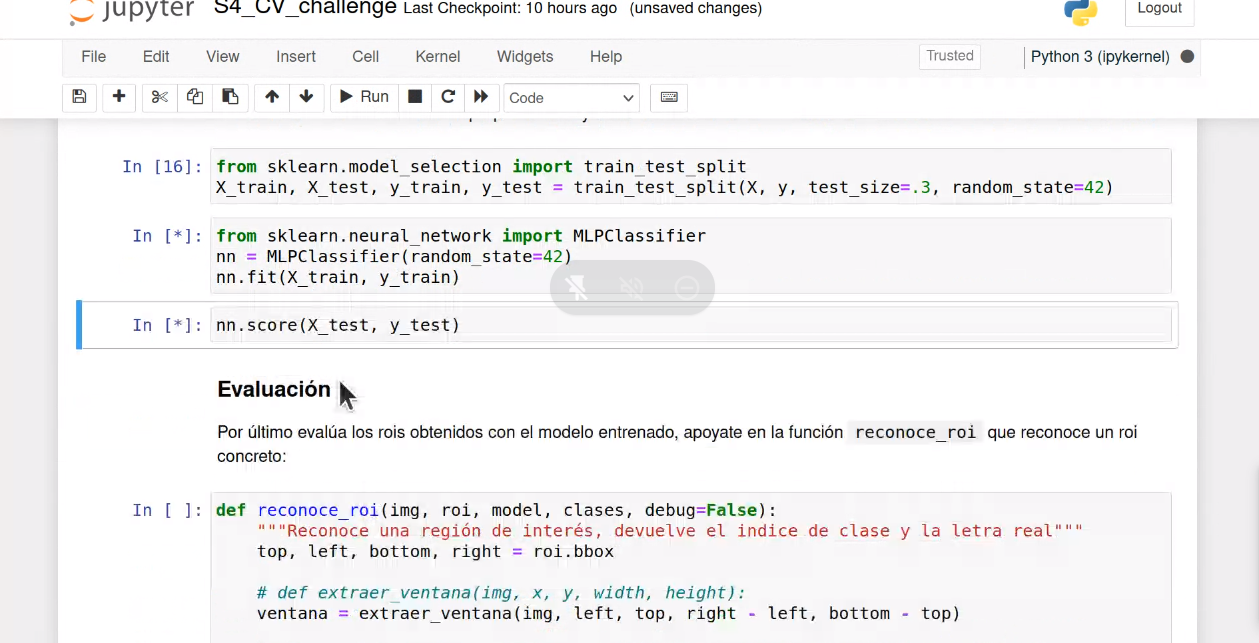 jupyter S4_CV_challenge Last Checkpoint: 10 hours ago (unsaved changes) Logout
File Edit View Insert Cell Kernel Widgets Help Trusted Python 3 (ipykernel)
Run Code
In [16]: from sklearn.model_selection import train_test_split
X_train, X_test, y_train, y_test = train_test_split(X, y, test_size=.3, random_state=42)
In [*]: from sklearn.neural_network import MLPClassifier
nn = MLPClassifier(random_state=42)
nn.fit(X_train, y_train)
In [*]: nn.score(X_test, y_test)
Evaluación
Por último evalúa los rois obtenidos con el modelo entrenado, apoyate en la función reconoce_roi que reconoce un roi
concreto:
In [ ]: def reconoce_roi(img, roi, model, clases, debug=False):
"""Reconoce una región de interés, devuelve el indice de clase y la letra real"""
top, left, bottom, right = roi.bbox
# def extraer_ventana(img, x, y, width, height):
ventana = extraer_ventana(img, left, top, right - left, bottom - top)